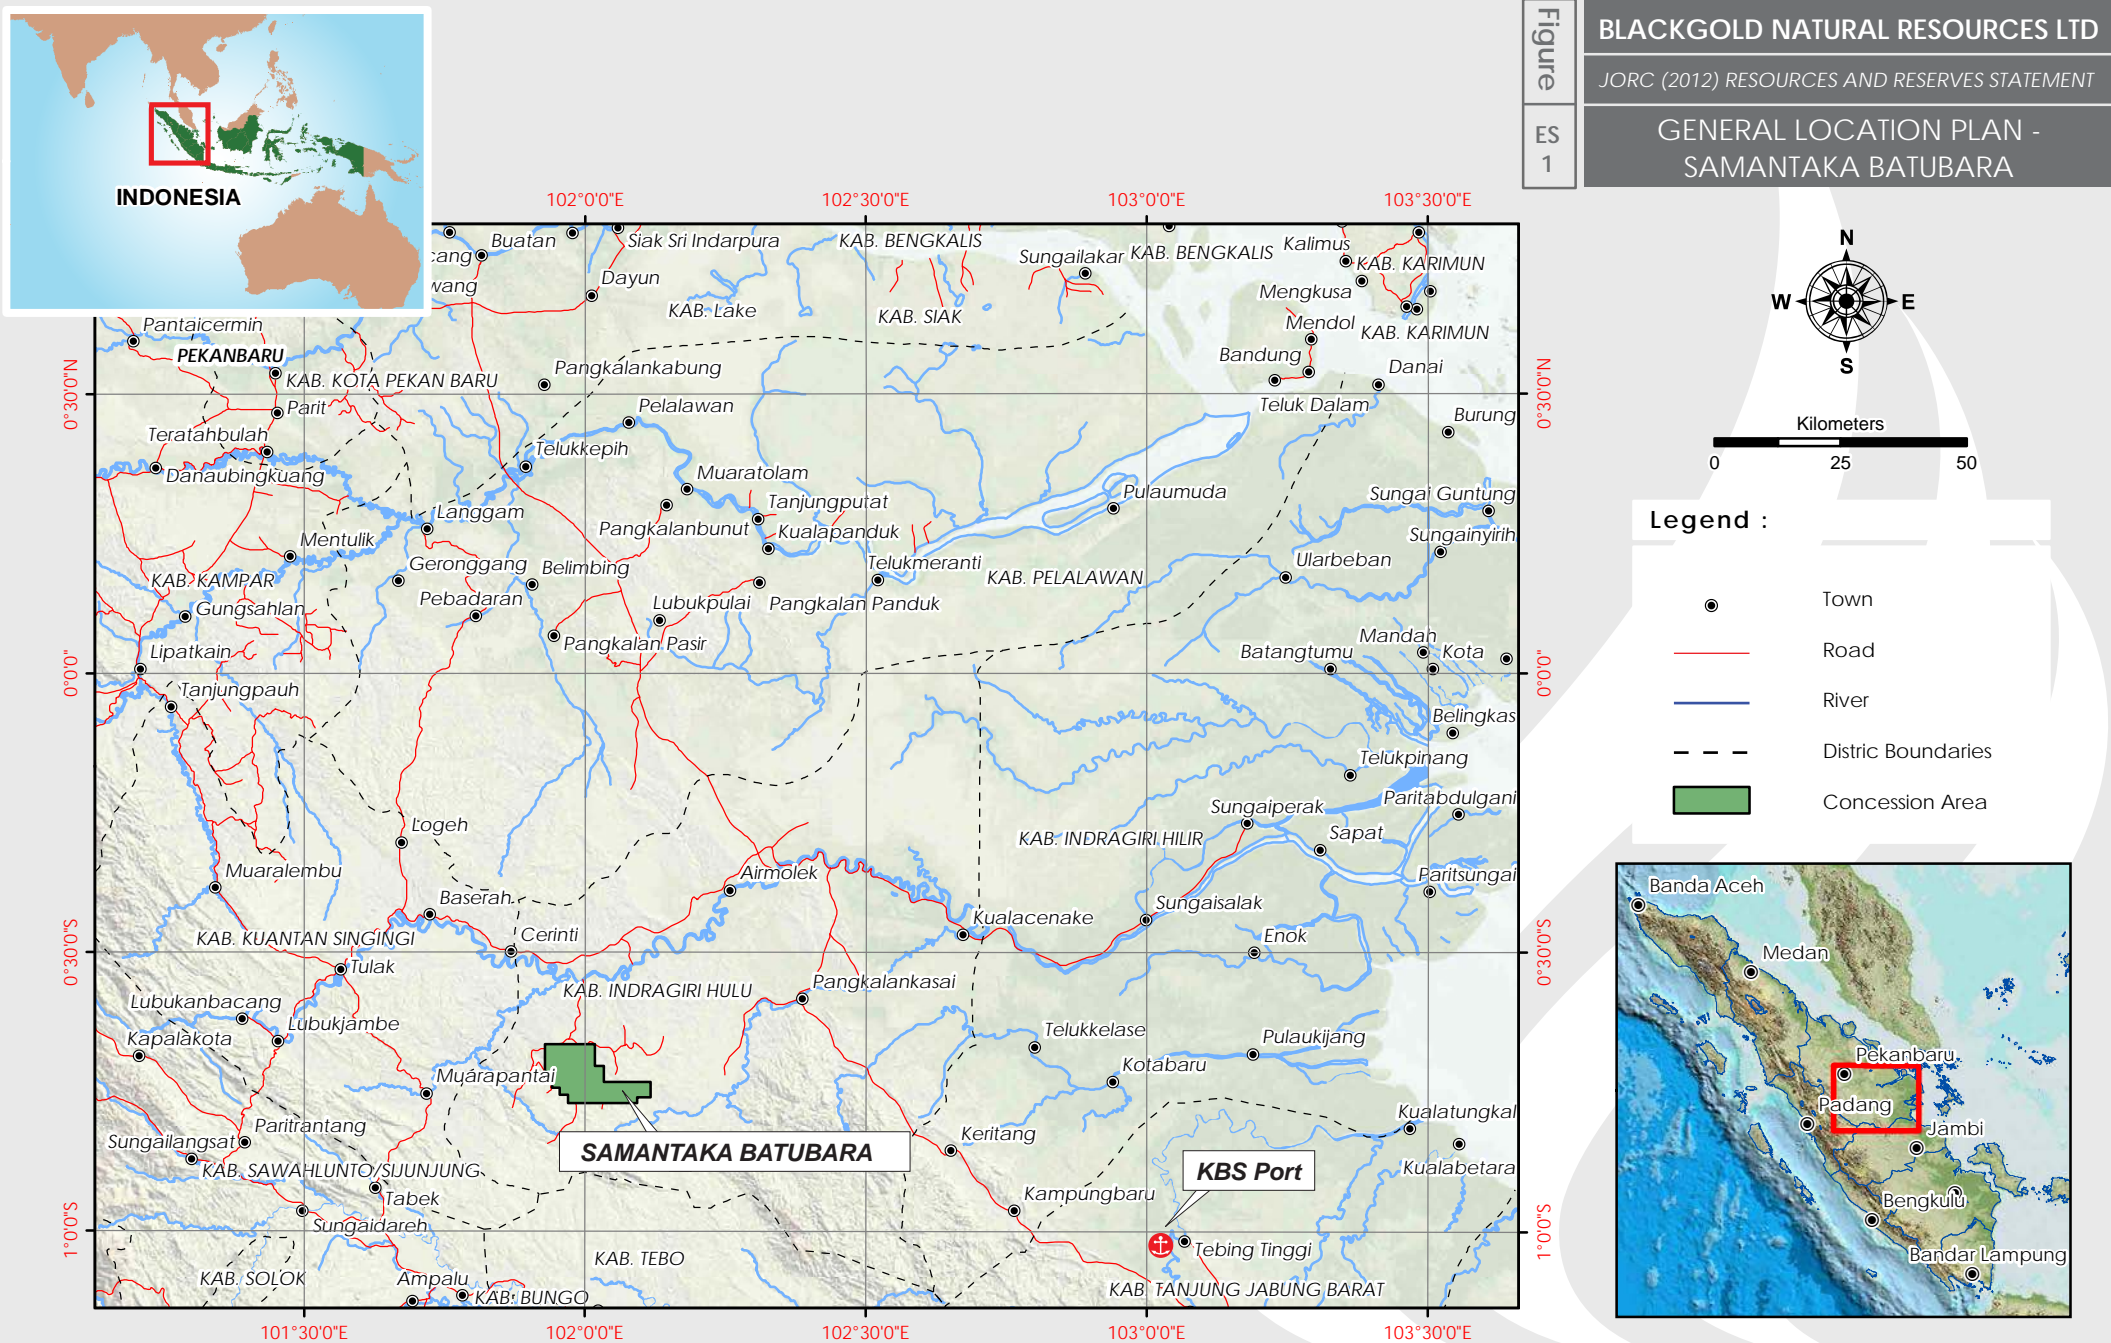 INDONESIA
Figure
ES
1
BLACKGOLD NATURAL RESOURCES LTD
JORC (2012) RESOURCES AND RESERVES STATEMENT
GENERAL LOCATION PLAN -
SAMANTAKA BATUBARA
102°0'0"E
102°30'0"E
103°0'0"E
103°30'0"E
N
W
E
S
Kilometers
0
25
50
Legend :
Town
Road
River
Distric Boundaries
Concession Area
Buatan
Siak Sri Indarpura
KAB. BENGKALIS
Sungailakar
KAB. BENGKALIS
Kalimus
KAB. KARIMUN
cang
wang
Dayun
KAB. Lake
KAB. SIAK
Mengkusa
Mendol
KAB. KARIMUN
Pantaicermin
PEKANBARU
KAB. KOTA PEKAN BARU
Pangkalankabung
Bandung
Danai
0°30'0"N
0°30'0"N
Parit
Pelalawan
Teluk Dalam
Burung
Teratahbulah
Telukkepih
Danaubingkuang
Muaratolam
Tanjungputat
Pulaumuda
Sungai Guntung
Langgam
Pangkalanbunut
Kualapanduk
Sungainyirih
Mentulik
Geronggang
Belimbing
Telukmeranti
KAB. PELALAWAN
Ularbeban
KAB. KAMPAR
Gungsahlan
Pebadaran
Lubukpulai
Pangkalan Panduk
Lipatkain
Pangkalan Pasir
Batangtumu
Mandah
Kota
0°0'0"
0°0'0"
Tanjungpauh
Belingkas
Telukpinang
Logeh
Sungaiperak
Paritabdulgani
KAB. INDRAGIRI HILIR
Sapat
Muaralembu
Airmolek
Paritsungai
Baserah
Kualacenake
Sungaisalak
KAB. KUANTAN SINGINGI
Cerinti
Enok
0°30'0"S
0°30'0"S
Tulak
KAB. INDRAGIRI HULU
Pangkalankasai
Lubukanbacang
Lubukjambe
Kapalakota
Telukkelase
Pulaukijang
Muarapantai
Kotabaru
Sungailangsat
Paritrantang
SAMANTAKA BATUBARA
Keritang
Kualatungkal
KAB. SAWAHLUNTO/SIJUNJUNG
KBS Port
Kualabetara
Tabek
Kampungbaru
Sungaidareh
1°0'0"S
1°0'0"S
KAB. TEBO
Tebing Tinggi
KAB. SOLOK
Ampalu
KAB. BUNGO
KAB. TANJUNG JABUNG BARAT
101°30'0"E
102°0'0"E
102°30'0"E
103°0'0"E
103°30'0"E
Banda Aceh
Medan
Pekanbaru
Padang
Jambi
Bengkulu
Bandar Lampung